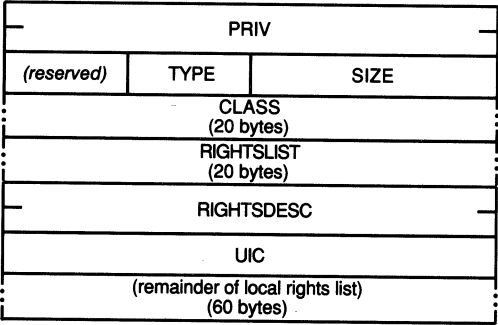 PRIV
(reserved) TYPE SIZE
CLASS
(20 bytes)
RIGHTSLIST
(20 bytes)
RIGHTSDESC
UIC
(remainder of local rights list)
(60 bytes)